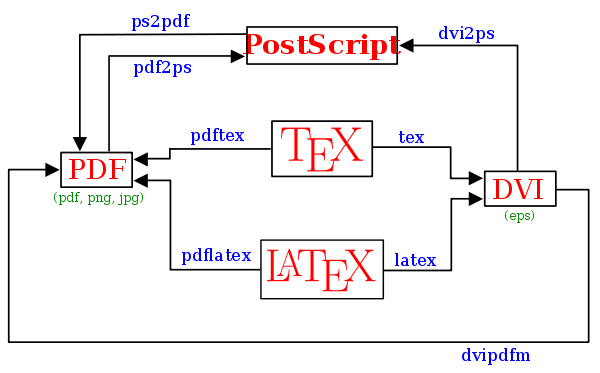 ps2pdf
PostScript
dvi2ps
pdf2ps
pdftex
TEX
tex
PDF
(pdf, png, jpg)
DVI
(eps)
pdflatex
LATEX
latex
dvipdfm